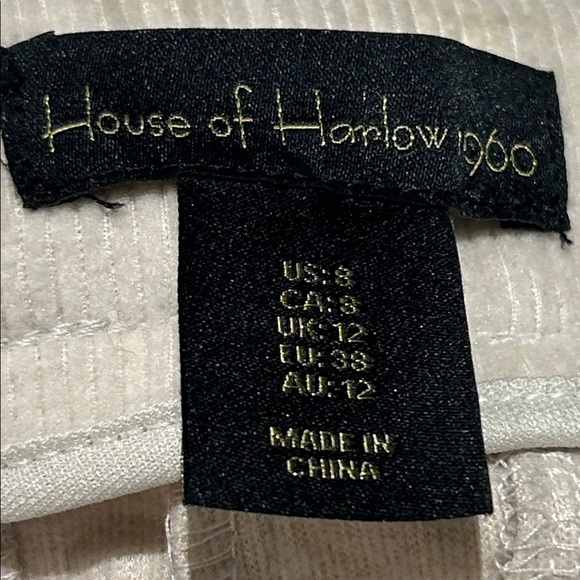 House of Harlow 1960
US: 8
CA: 8
UK: 12
EU: 38
AU: 12
MADE IN
CHINA